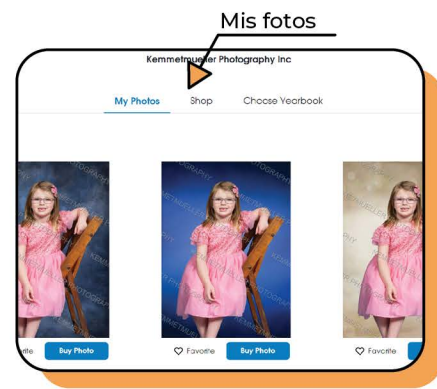 Mis fotos
Kemmetmueller Photography Inc
My Photos Shop Choose Yearbook
Favorite Buy Photo Favorite
Buy Photo